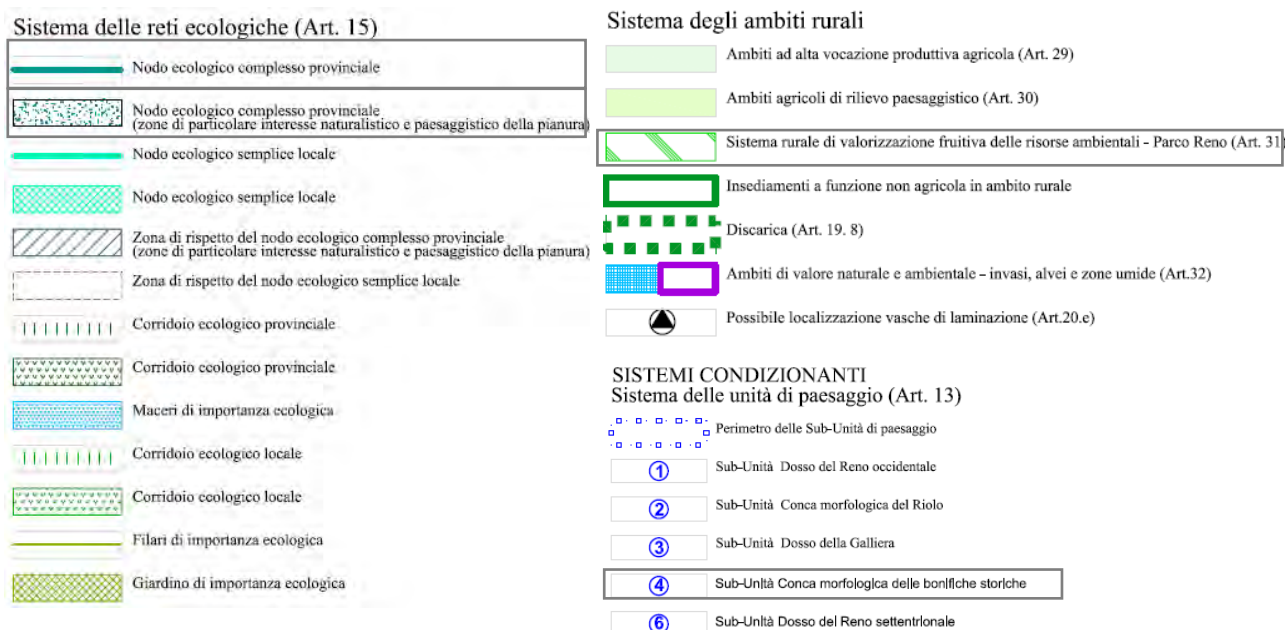 Sistema delle reti ecologiche (Art. 15)
Nodo ecologico complesso provinciale
Nodo ecologico complesso provinciale
(zone di particolare interesse naturalistico e paesaggistico della pianura)
Nodo ecologico semplice locale
Nodo ecologico semplice locale
Zona di rispetto del nodo ecologico complesso provinciale
(zone di particolare interesse naturalistico e paesaggistico della pianura)
Zona di rispetto del nodo ecologico semplice locale
Corridoio ecologico provinciale
Corridoio ecologico provinciale
Maceri di importanza ecologica
Corridoio ecologico locale
Corridoio ecologico locale
Filari di importanza ecologica
Giardino di importanza ecologica
Sistema degli ambiti rurali
Ambiti ad alta vocazione produttiva agricola (Art. 29)
Ambiti agricoli di rilievo paesaggistico (Art. 30)
Sistema rurale di valorizzazione fruitiva delle risorse ambientali - Parco Reno (Art. 31)
Insediamenti a funzione non agricola in ambito rurale
Discarica (Art. 19. 8)
Ambiti di valore naturale e ambientale - invasi, alvei e zone umide (Art.32)
Possibile localizzazione vasche di laminazione (Art.20.e)
SISTEMI CONDIZIONANTI
Sistema delle unità di paesaggio (Art. 13)
Perimetro delle Sub-Unità di paesaggio
1 Sub-Unità Dosso del Reno occidentale
2 Sub-Unità Conca morfologica del Riolo
3 Sub-Unità Dosso della Galliera
4 Sub-Unità Conca morfologica delle bonifiche storiche
6 Sub-Unità Dosso del Reno settentrionale